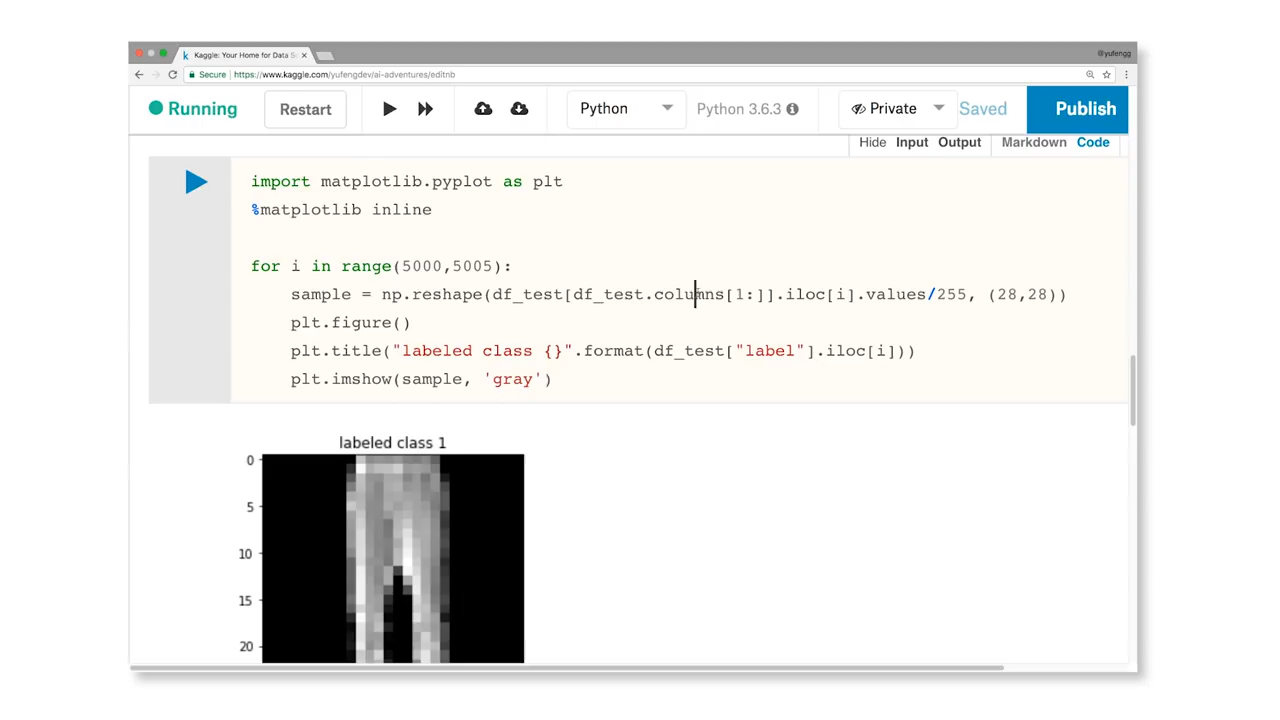 Kaggle: Your Home for Data Sc
@yufengg
Secure https://www.kaggle.com/yufengdev/ai-adventures/editnb
Running Restart Python Python 3.6.3 Private Saved Publish
Hide Input Output Markdown Code
import matplotlib.pyplot as plt
%matplotlib inline
for i in range(5000,5005):
sample = np.reshape(df_test[df_test.columns[1:]].iloc[i].values/255, (28,28))
plt.figure()
plt.title("labeled class {}".format(df_test["label"].iloc[i]))
plt.imshow(sample, 'gray')
labeled class 1
0
5
10
15
20